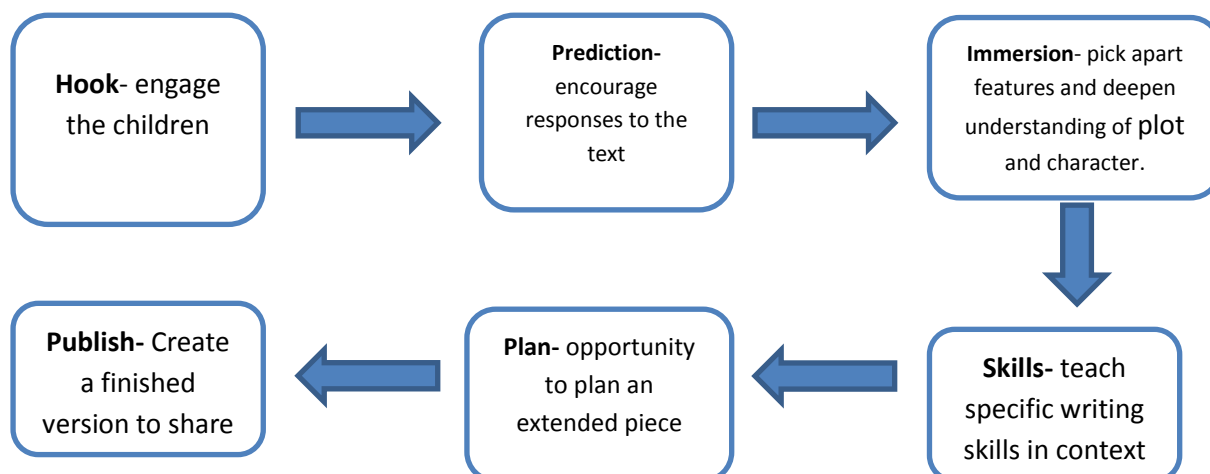 Hook- engage
the children
Prediction-
encourage
responses to the
text
Immersion- pick apart
features and deepen
understanding of plot
and character.
Skills- teach
specific writing
skills in context
Plan- opportunity
to plan an
extended piece
Publish- Create
a finished
version to share